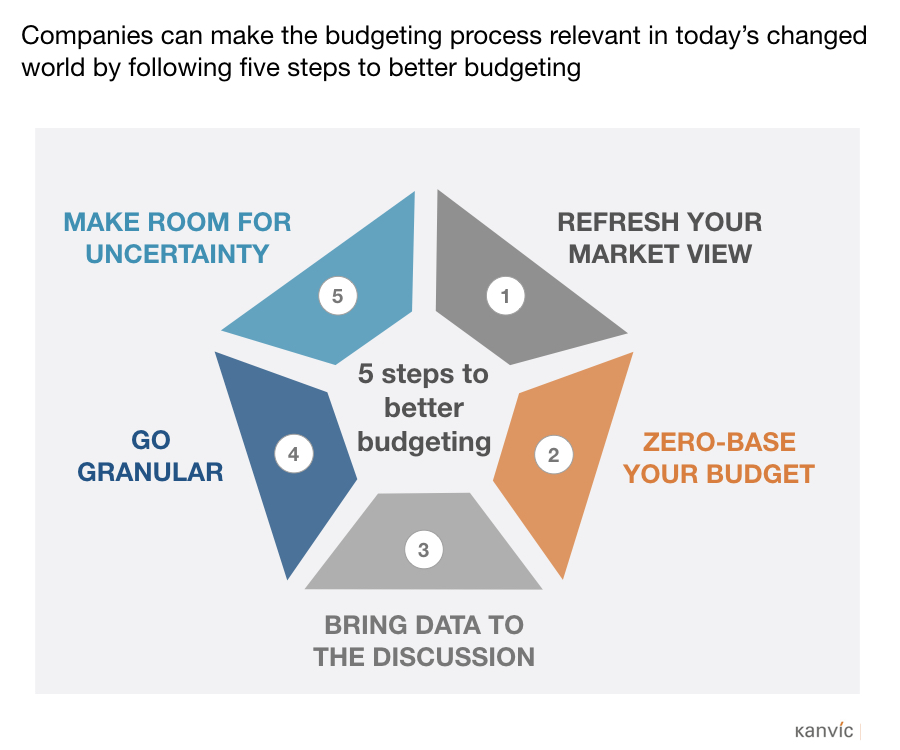 Companies can make the budgeting process relevant in today’s changed
world by following five steps to better budgeting
MAKE ROOM FOR
UNCERTAINTY
REFRESH YOUR
MARKET VIEW
5
1
5 steps to
better
budgeting
GO
GRANULAR
4
2
ZERO-BASE
YOUR BUDGET
3
BRING DATA TO
THE DISCUSSION
kanvíc